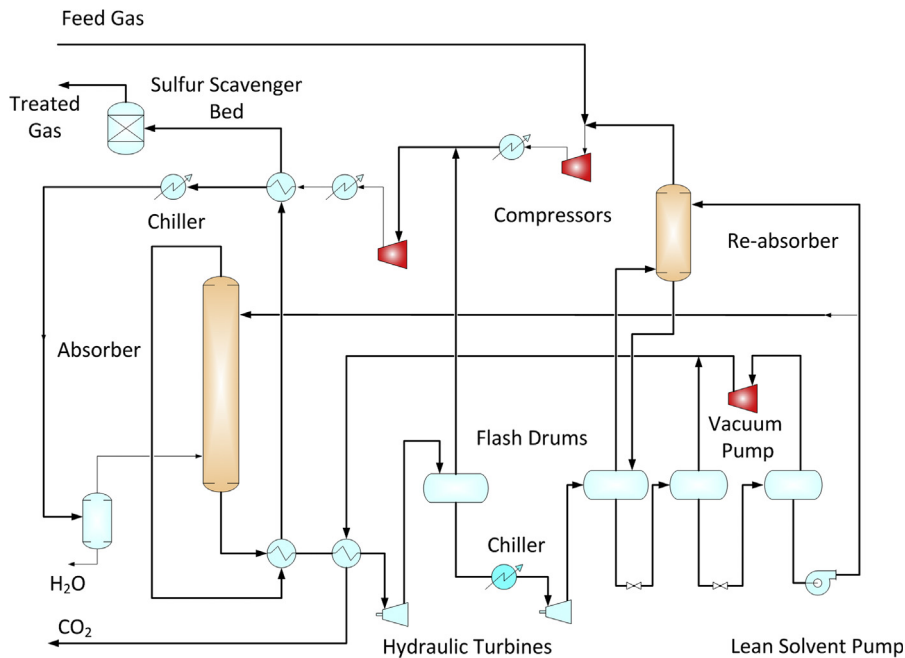 Feed Gas
Sulfur Scavenger
Bed
Treated
Gas
Chiller
Compressors
Re-absorber
Absorber
Flash Drums
Vacuum
Pump
Chiller
H₂O
CO₂
Hydraulic Turbines
Lean Solvent Pump